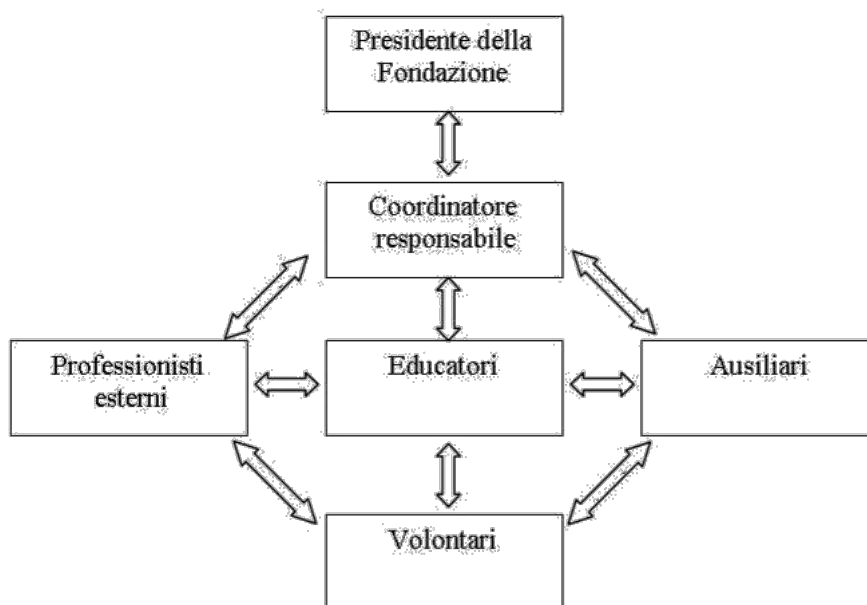 Presidente della
Fondazione
Coordinatore
responsabile
Professionisti
esterni
Educatori
Ausiliari
Volontari